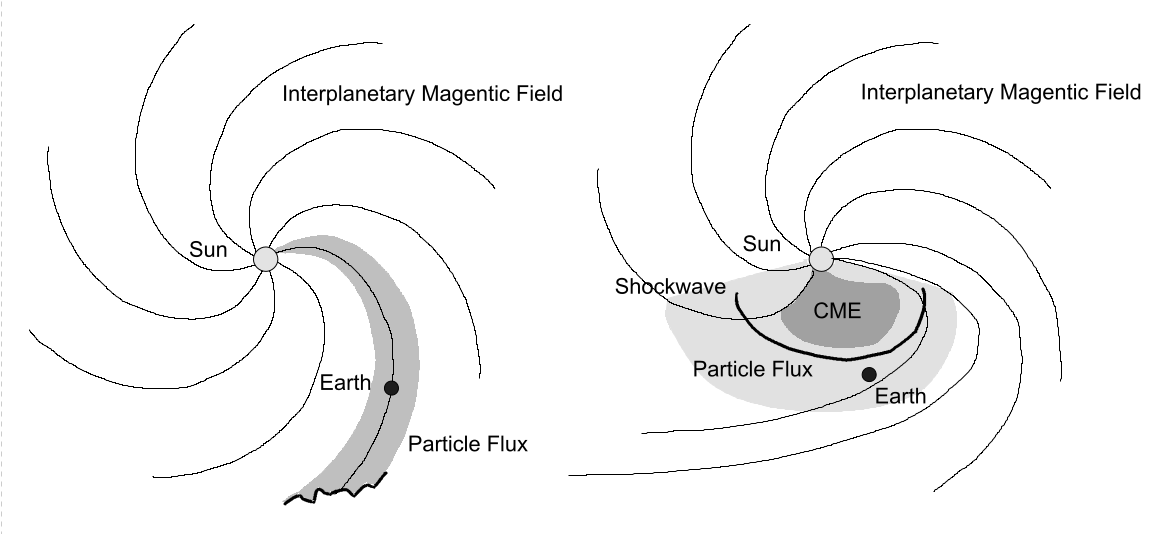 Interplanetary Magentic Field
Sun
Earth
Particle Flux
Interplanetary Magentic Field
Sun
Shockwave
CME
Particle Flux
Earth